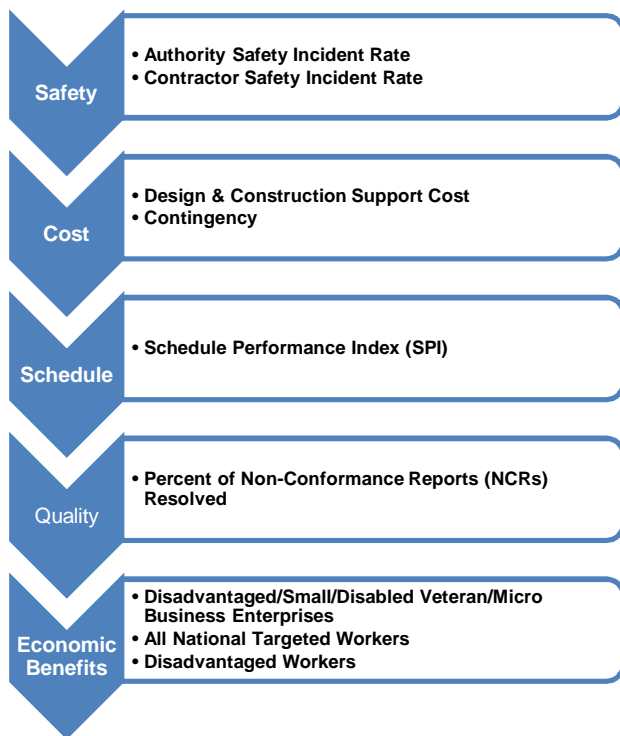 Safety
• Authority Safety Incident Rate
• Contractor Safety Incident Rate
Cost
• Design & Construction Support Cost
• Contingency
Schedule
• Schedule Performance Index (SPI)
Quality
• Percent of Non-Conformance Reports (NCRs)
Resolved
Economic
Benefits
• Disadvantaged/Small/Disabled Veteran/Micro
Business Enterprises
• All National Targeted Workers
• Disadvantaged Workers